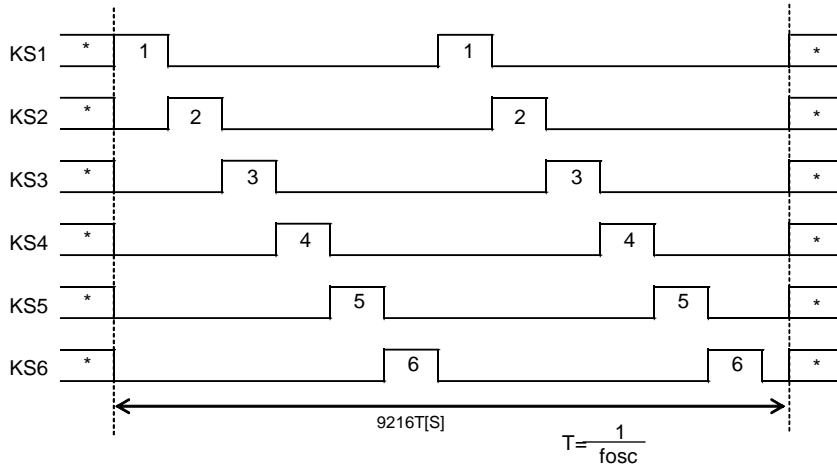 KS1 * 1 1 *
KS2 * 2 2 *
KS3 * 3 3 *
KS4 * 4 4 *
KS5 * 5 5 *
KS6 * 6 6 *
9216T[S]
T= 1
fosc